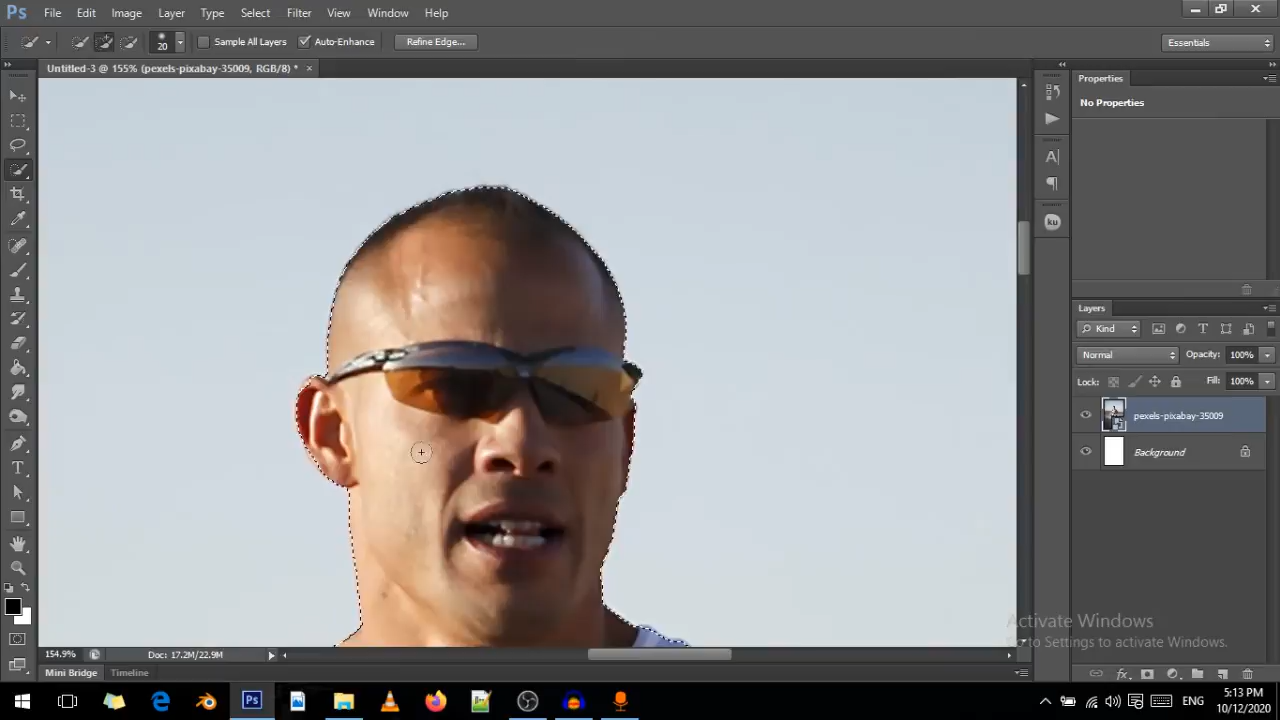 Ps File Edit Image Layer Type Select Filter View Window Help
20 Sample All Layers Auto-Enhance Refine Edge... Essentials
Untitled-3 @ 155% (pexels-pixabay-35009, RGB/8) *
Properties
No Properties
Layers
Kind
Normal Opacity: 100%
Lock: Fill: 100%
pexels-pixabay-35009
Background
Activate Windows
Go to Settings to activate Windows.
154.9% Doc: 17.2M/22.9M
Mini Bridge Timeline
Ps ENG 5:13 PM
10/12/2020